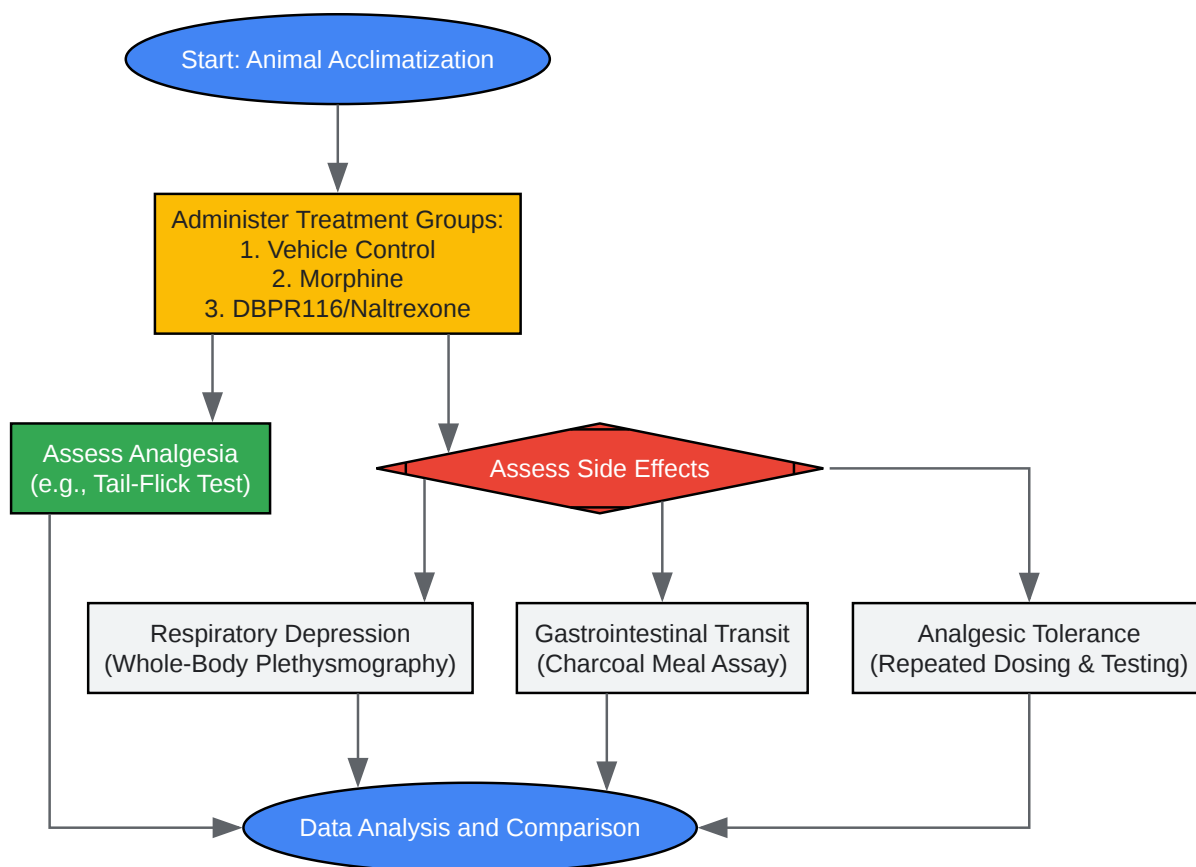 Start: Animal Acclimatization
Administer Treatment Groups:
1. Vehicle Control
2. Morphine
3. DBPR116/Naltrexone
Assess Analgesia
(e.g., Tail-Flick Test)
Assess Side Effects
Respiratory Depression
(Whole-Body Plethysmography)
Gastrointestinal Transit
(Charcoal Meal Assay)
Analgesic Tolerance
(Repeated Dosing & Testing)
Data Analysis and Comparison